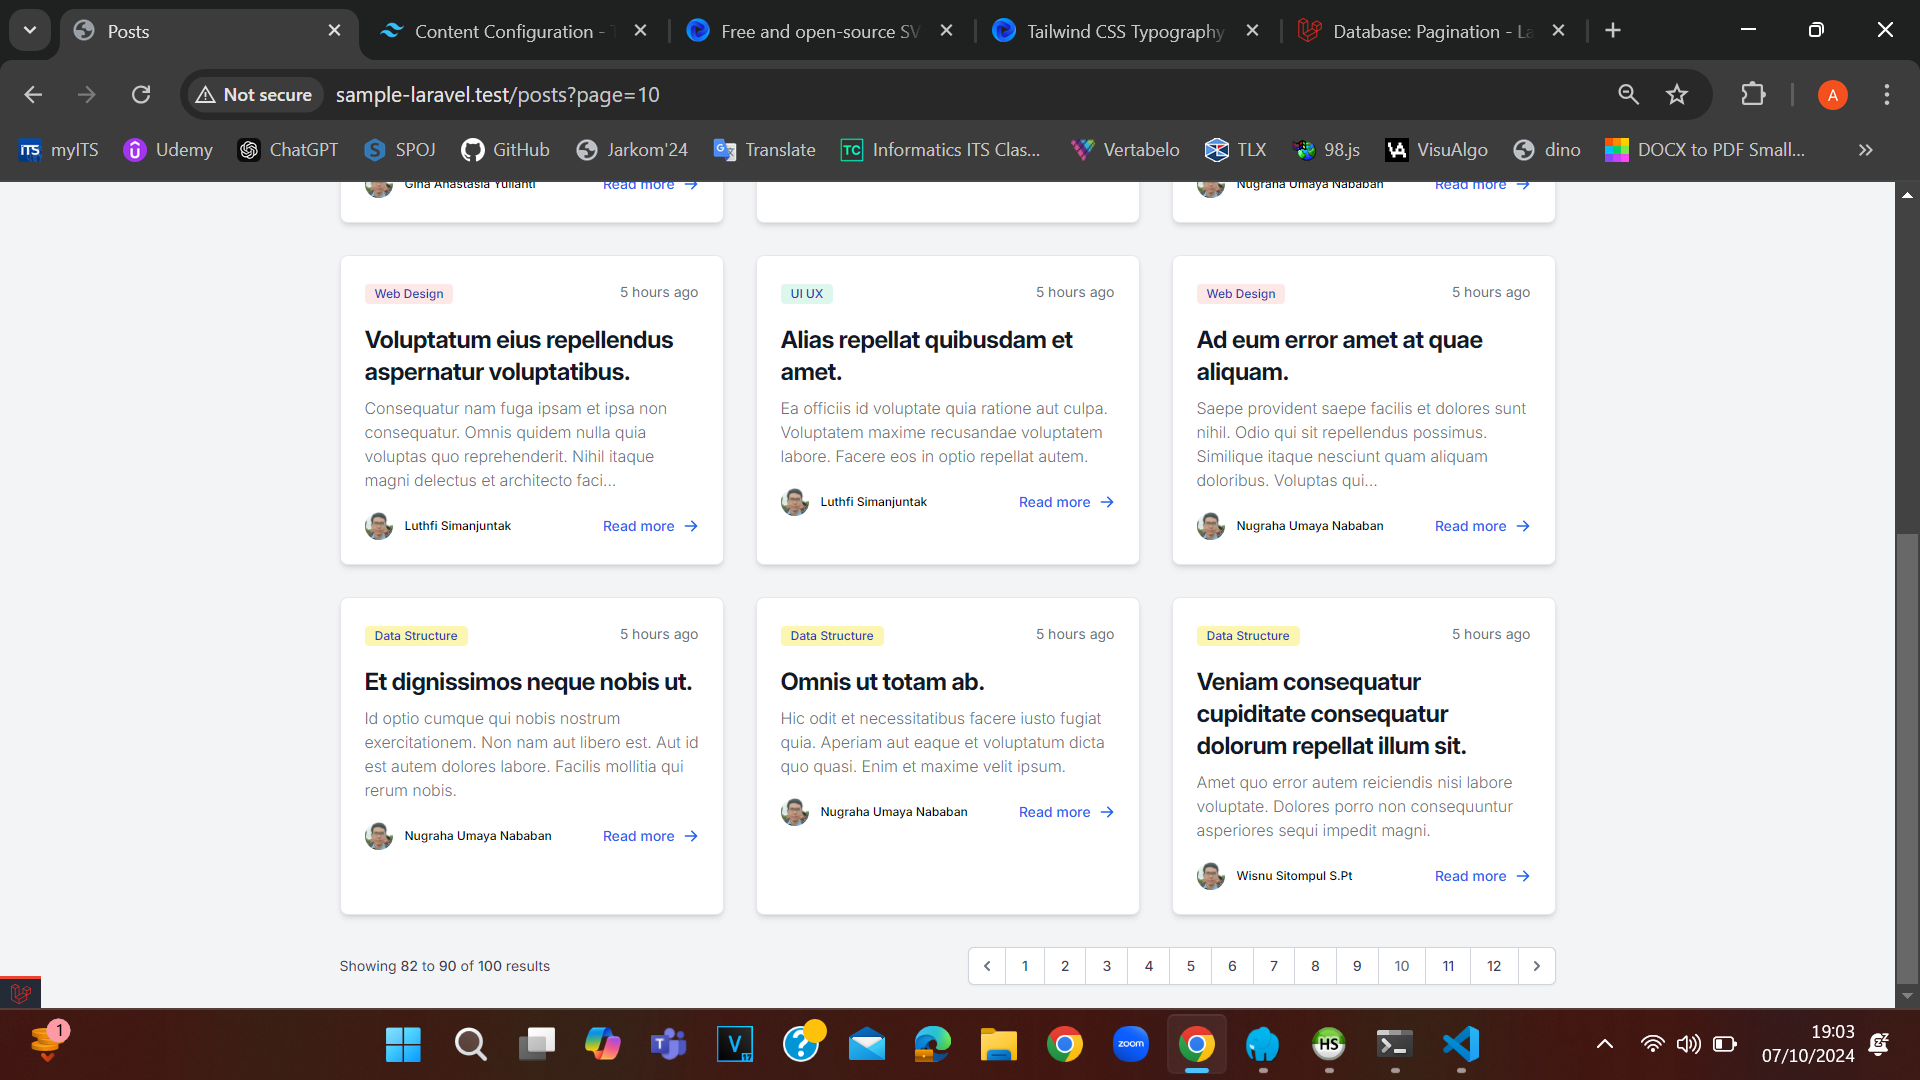 Posts
Content Configuration - T
Free and open-source SV
Tailwind CSS Typography
Database: Pagination - La
Not secure
sample-laravel.test/posts?page=10
A
ITS myITS
Udemy
ChatGPT
S SPOJ
GitHub
Jarkom'24
Translate
TC Informatics ITS Clas...
Vertabelo
TLX
98.js
VA VisuAlgo
dino
DOCX to PDF Small...
Gina Anastasia Yulianti
Read more
Nugraha Umaya Nababan
Read more
Web Design
5 hours ago
Voluptatum eius repellendus
aspernatur voluptatibus.
Consequatur nam fuga ipsam et ipsa non
consequatur. Omnis quidem nulla quia
voluptas quo reprehenderit. Nihil itaque
magni delectus et architecto faci...
Luthfi Simanjuntak
Read more
UI UX
5 hours ago
Alias repellat quibusdam et
amet.
Ea officiis id voluptate quia ratione aut culpa.
Voluptatem maxime recusandae voluptatem
labore. Facere eos in optio repellat autem.
Luthfi Simanjuntak
Read more
Web Design
5 hours ago
Ad eum error amet at quae
aliquam.
Saepe provident saepe facilis et dolores sunt
nihil. Odio qui sit repellendus possimus.
Similique itaque nesciunt quam aliquam
doloribus. Voluptas qui...
Nugraha Umaya Nababan
Read more
Data Structure
5 hours ago
Et dignissimos neque nobis ut.
Id optio cumque qui nobis nostrum
exercitationem. Non nam aut libero est. Aut id
est autem dolores labore. Facilis mollitia qui
rerum nobis.
Nugraha Umaya Nababan
Read more
Data Structure
5 hours ago
Omnis ut totam ab.
Hic odit et necessitatibus facere iusto fugiat
quia. Aperiam aut eaque et voluptatum dicta
quo quasi. Enim et maxime velit ipsum.
Nugraha Umaya Nababan
Read more
Data Structure
5 hours ago
Veniam consequatur
cupiditate consequatur
dolorum repellat illum sit.
Amet quo error autem reiciendis nisi labore
voluptate. Dolores porro non consequuntur
asperiores sequi impedit magni.
Wisnu Sitompul S.Pt
Read more
Showing 82 to 90 of 100 results
1 2 3 4 5 6 7 8 9 10 11 12
1
V 17
?
zoom
HS
19:03
07/10/2024